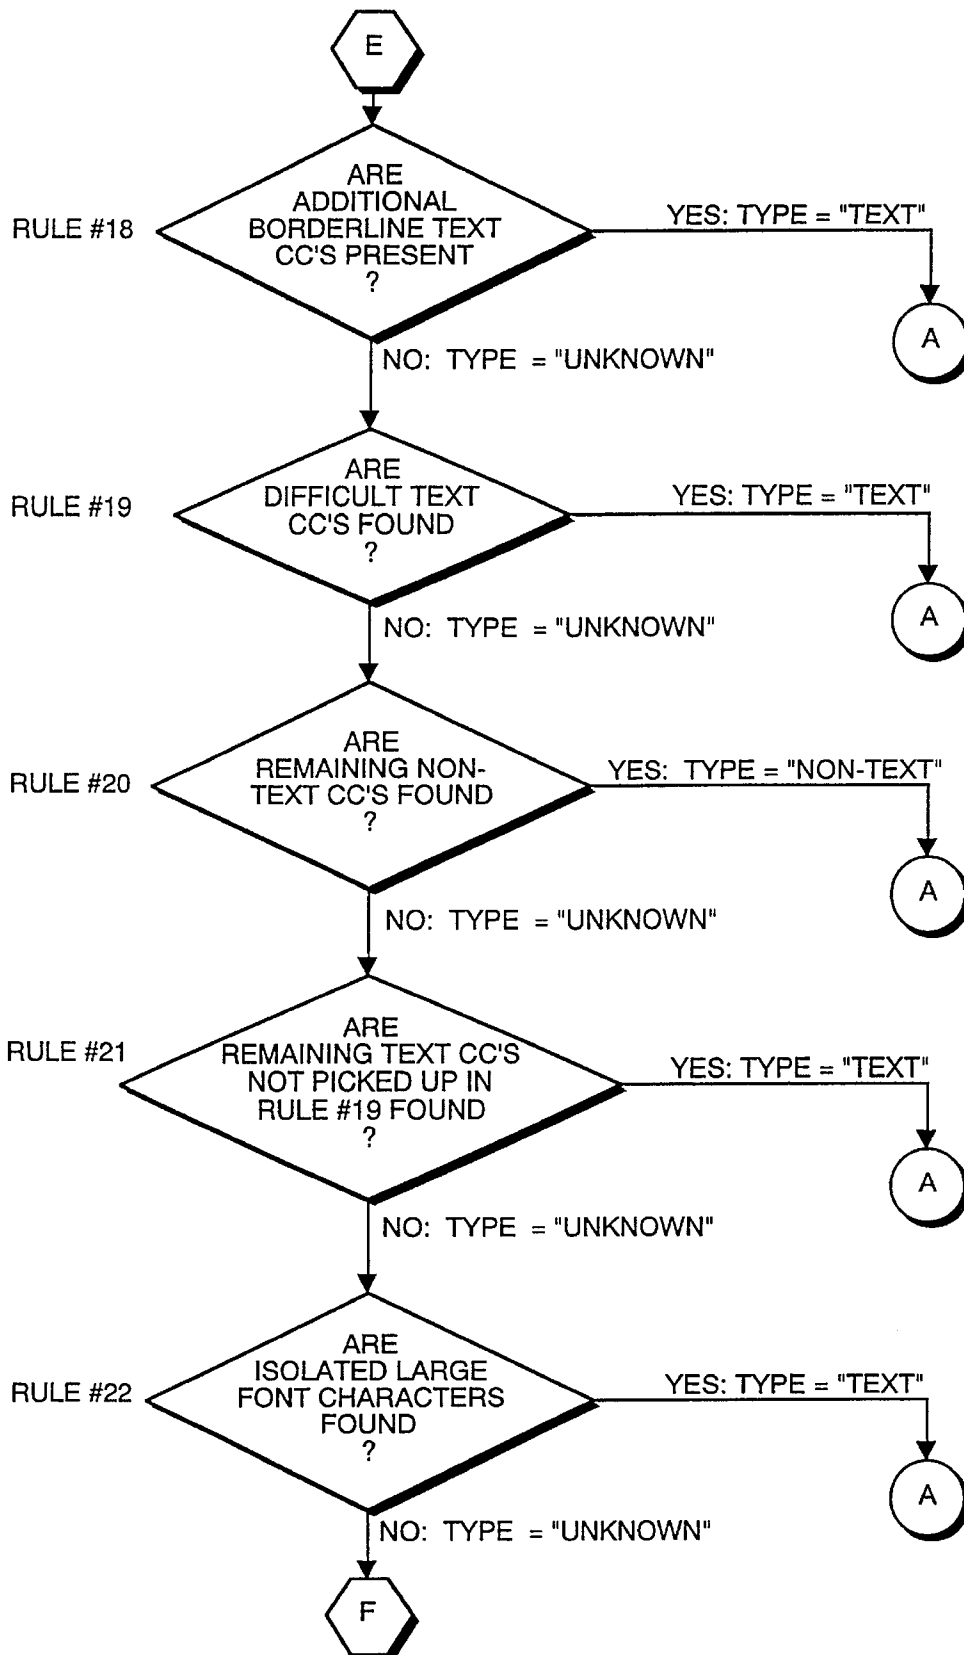 E
ARE
ADDITIONAL
BORDERLINE TEXT
CC'S PRESENT
?
RULE #18
YES: TYPE = "TEXT"
A
NO: TYPE = "UNKNOWN"
ARE
DIFFICULT TEXT
CC'S FOUND
?
RULE #19
YES: TYPE = "TEXT"
A
NO: TYPE = "UNKNOWN"
ARE
REMAINING NON-
TEXT CC'S FOUND
?
RULE #20
YES: TYPE = "NON-TEXT"
A
NO: TYPE = "UNKNOWN"
ARE
REMAINING TEXT CC'S
NOT PICKED UP IN
RULE #19 FOUND
?
RULE #21
YES: TYPE = "TEXT"
A
NO: TYPE = "UNKNOWN"
ARE
ISOLATED LARGE
FONT CHARACTERS
FOUND
?
RULE #22
YES: TYPE = "TEXT"
A
NO: TYPE = "UNKNOWN"
F